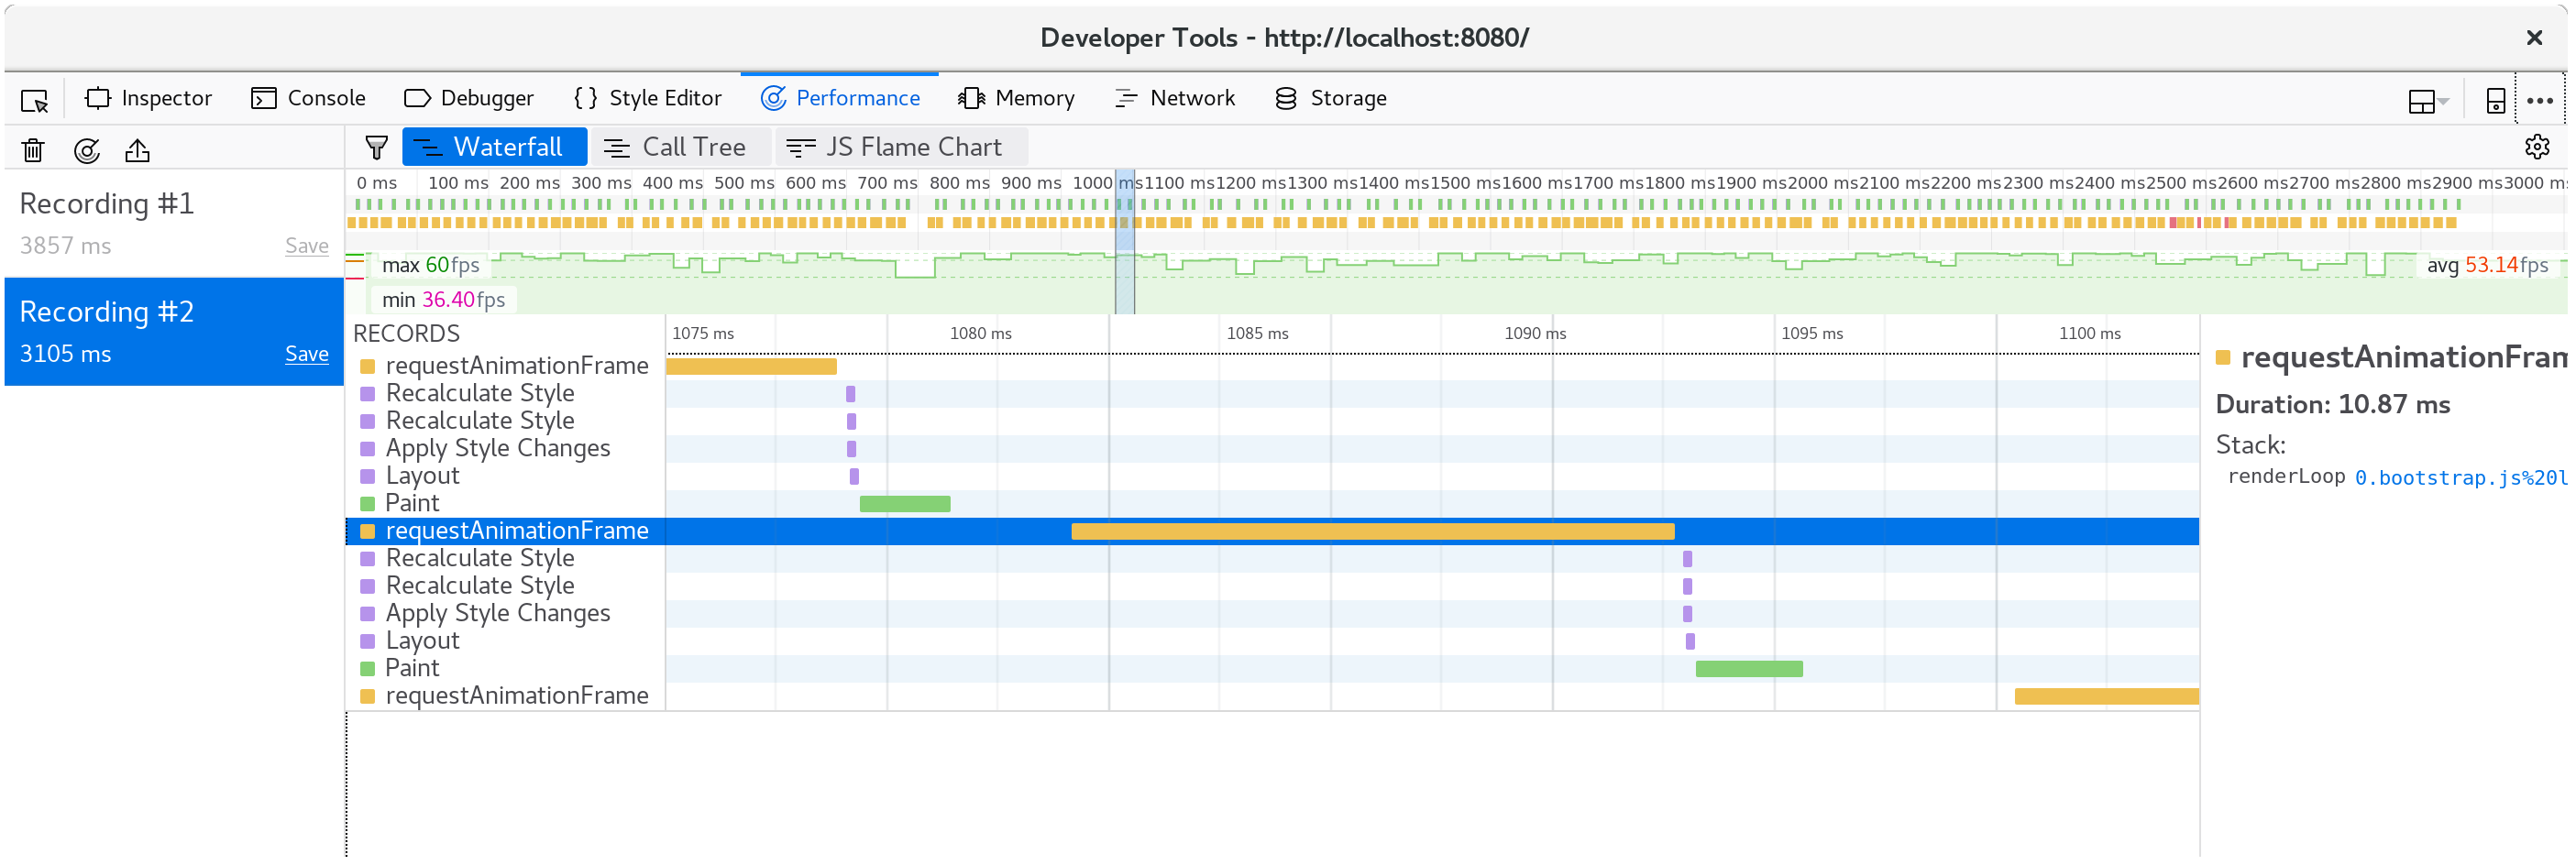 Developer Tools - http://localhost:8080/
Inspector Console Debugger Style Editor Performance Memory Network Storage
Waterfall Call Tree JS Flame Chart
Recording #1
3857 ms Save
Recording #2
3105 ms Save
0 ms 100 ms 200 ms 300 ms 400 ms 500 ms 600 ms 700 ms 800 ms 900 ms 1000 ms 1100 ms 1200 ms 1300 ms 1400 ms 1500 ms 1600 ms 1700 ms 1800 ms 1900 ms 2000 ms 2100 ms 2200 ms 2300 ms 2400 ms 2500 ms 2600 ms 2700 ms 2800 ms 2900 ms 3000 m
max 60fps
avg 53.14fps
min 36.40fps
RECORDS 1075 ms 1080 ms 1085 ms 1090 ms 1095 ms 1100 ms
requestAnimationFrame
Recalculate Style
Recalculate Style
Apply Style Changes
Layout
Paint
requestAnimationFrame
Recalculate Style
Recalculate Style
Apply Style Changes
Layout
Paint
requestAnimationFrame
requestAnimationFram
Duration: 10.87 ms
Stack:
renderLoop 0.bootstrap.js%20l